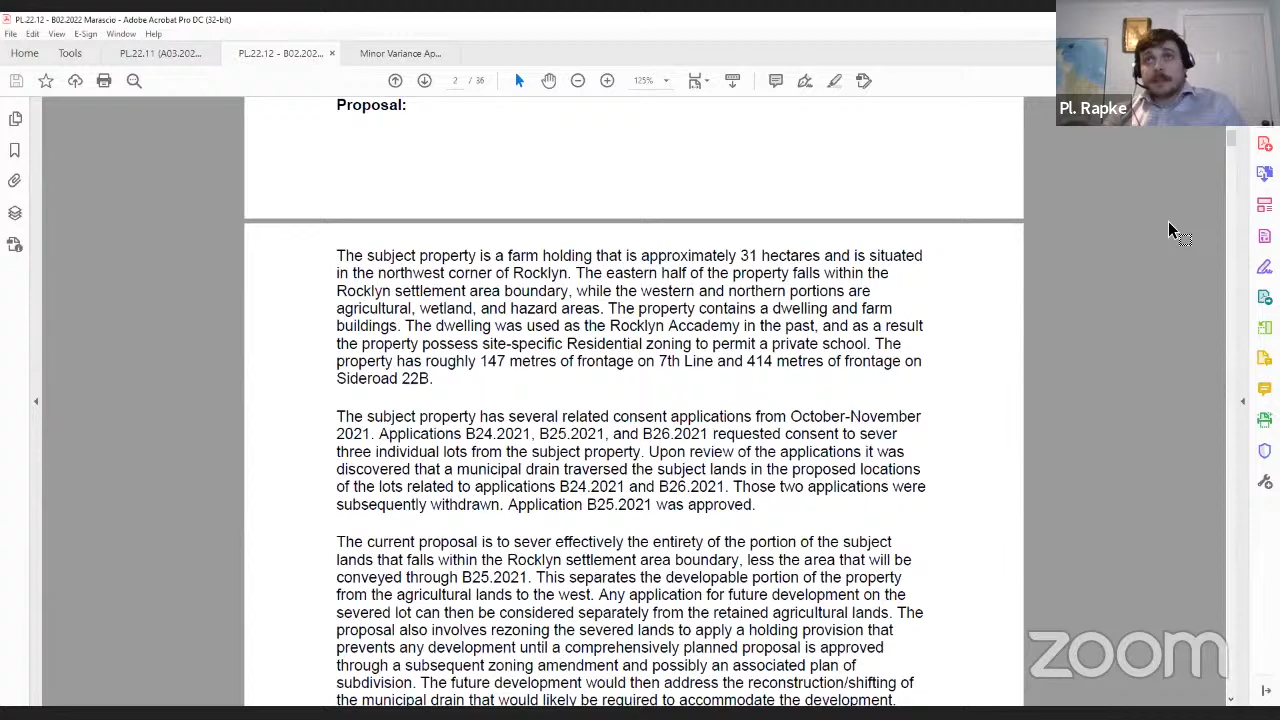 PL.22.12 - B02.2022 Marascio - Adobe Acrobat Pro DC (32-bit)
File Edit View E-Sign Window Help
Home Tools PL.22.11 (A03.202... PL.22.12 - B02.202... × Minor Variance Ap...
2 / 36 125%
Pl. Rapke
Proposal:
The subject property is a farm holding that is approximately 31 hectares and is situated
in the northwest corner of Rocklyn. The eastern half of the property falls within the
Rocklyn settlement area boundary, while the western and northern portions are
agricultural, wetland, and hazard areas. The property contains a dwelling and farm
buildings. The dwelling was used as the Rocklyn Accademy in the past, and as a result
the property possess site-specific Residential zoning to permit a private school. The
property has roughly 147 metres of frontage on 7th Line and 414 metres of frontage on
Sideroad 22B.
The subject property has several related consent applications from October-November
2021. Applications B24.2021, B25.2021, and B26.2021 requested consent to sever
three individual lots from the subject property. Upon review of the applications it was
discovered that a municipal drain traversed the subject lands in the proposed locations
of the lots related to applications B24.2021 and B26.2021. Those two applications were
subsequently withdrawn. Application B25.2021 was approved.
The current proposal is to sever effectively the entirety of the portion of the subject
lands that falls within the Rocklyn settlement area boundary, less the area that will be
conveyed through B25.2021. This separates the developable portion of the property
from the agricultural lands to the west. Any application for future development on the
severed lot can then be considered separately from the retained agricultural lands. The
proposal also involves rezoning the severed lands to apply a holding provision that
prevents any development until a comprehensively planned proposal is approved
through a subsequent zoning amendment and possibly an associated plan of
subdivision. The future development would then address the reconstruction/shifting of
the municipal drain that would likely be required to accommodate the development.
zoom